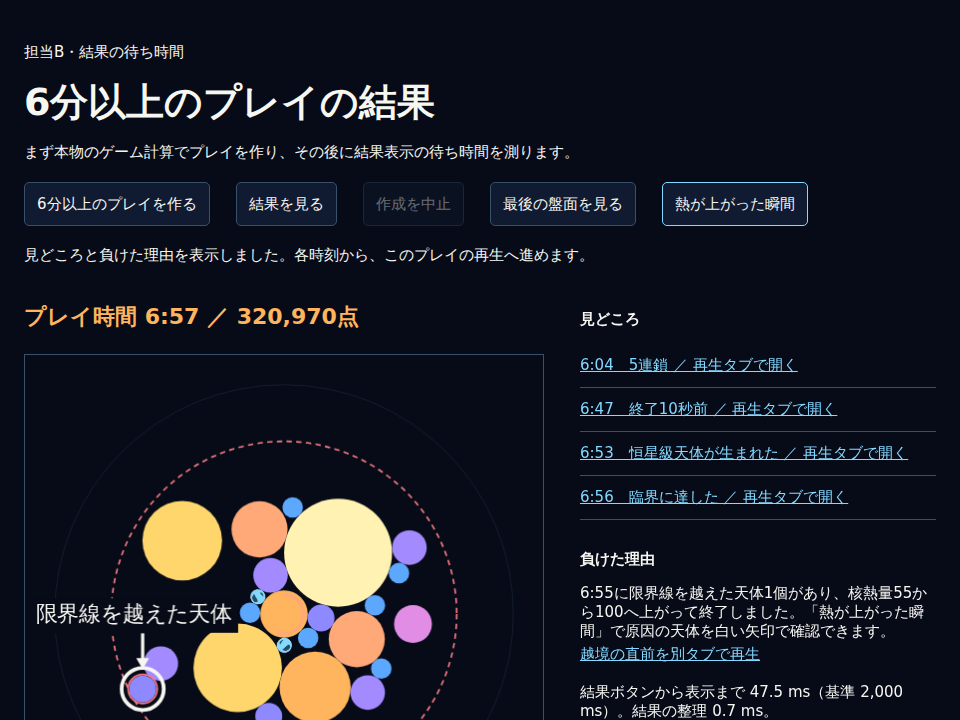 担当B・結果の待ち時間
6分以上のプレイの結果
まず本物のゲーム計算でプレイを作り、その後に結果表示の待ち時間を測ります。
6分以上のプレイを作る
結果を見る
作成を中止
最後の盤面を見る
熱が上がった瞬間
見どころと負けた理由を表示しました。各時刻から、このプレイの再生へ進めます。
プレイ時間 6:57 ／ 320,970点
限界線を越えた天体
見どころ
6:04　5連鎖 ／ 再生タブで開く
6:47　終了10秒前 ／ 再生タブで開く
6:53　恒星級天体が生まれた ／ 再生タブで開く
6:56　臨界に達した ／ 再生タブで開く
負けた理由
6:55に限界線を越えた天体1個があり、核熱量55か
ら100へ上がって終了しました。「熱が上がった瞬
間」で原因の天体を白い矢印で確認できます。
越境の直前を別タブで再生
結果ボタンから表示まで 47.5 ms（基準 2,000
ms）。結果の整理 0.7 ms。